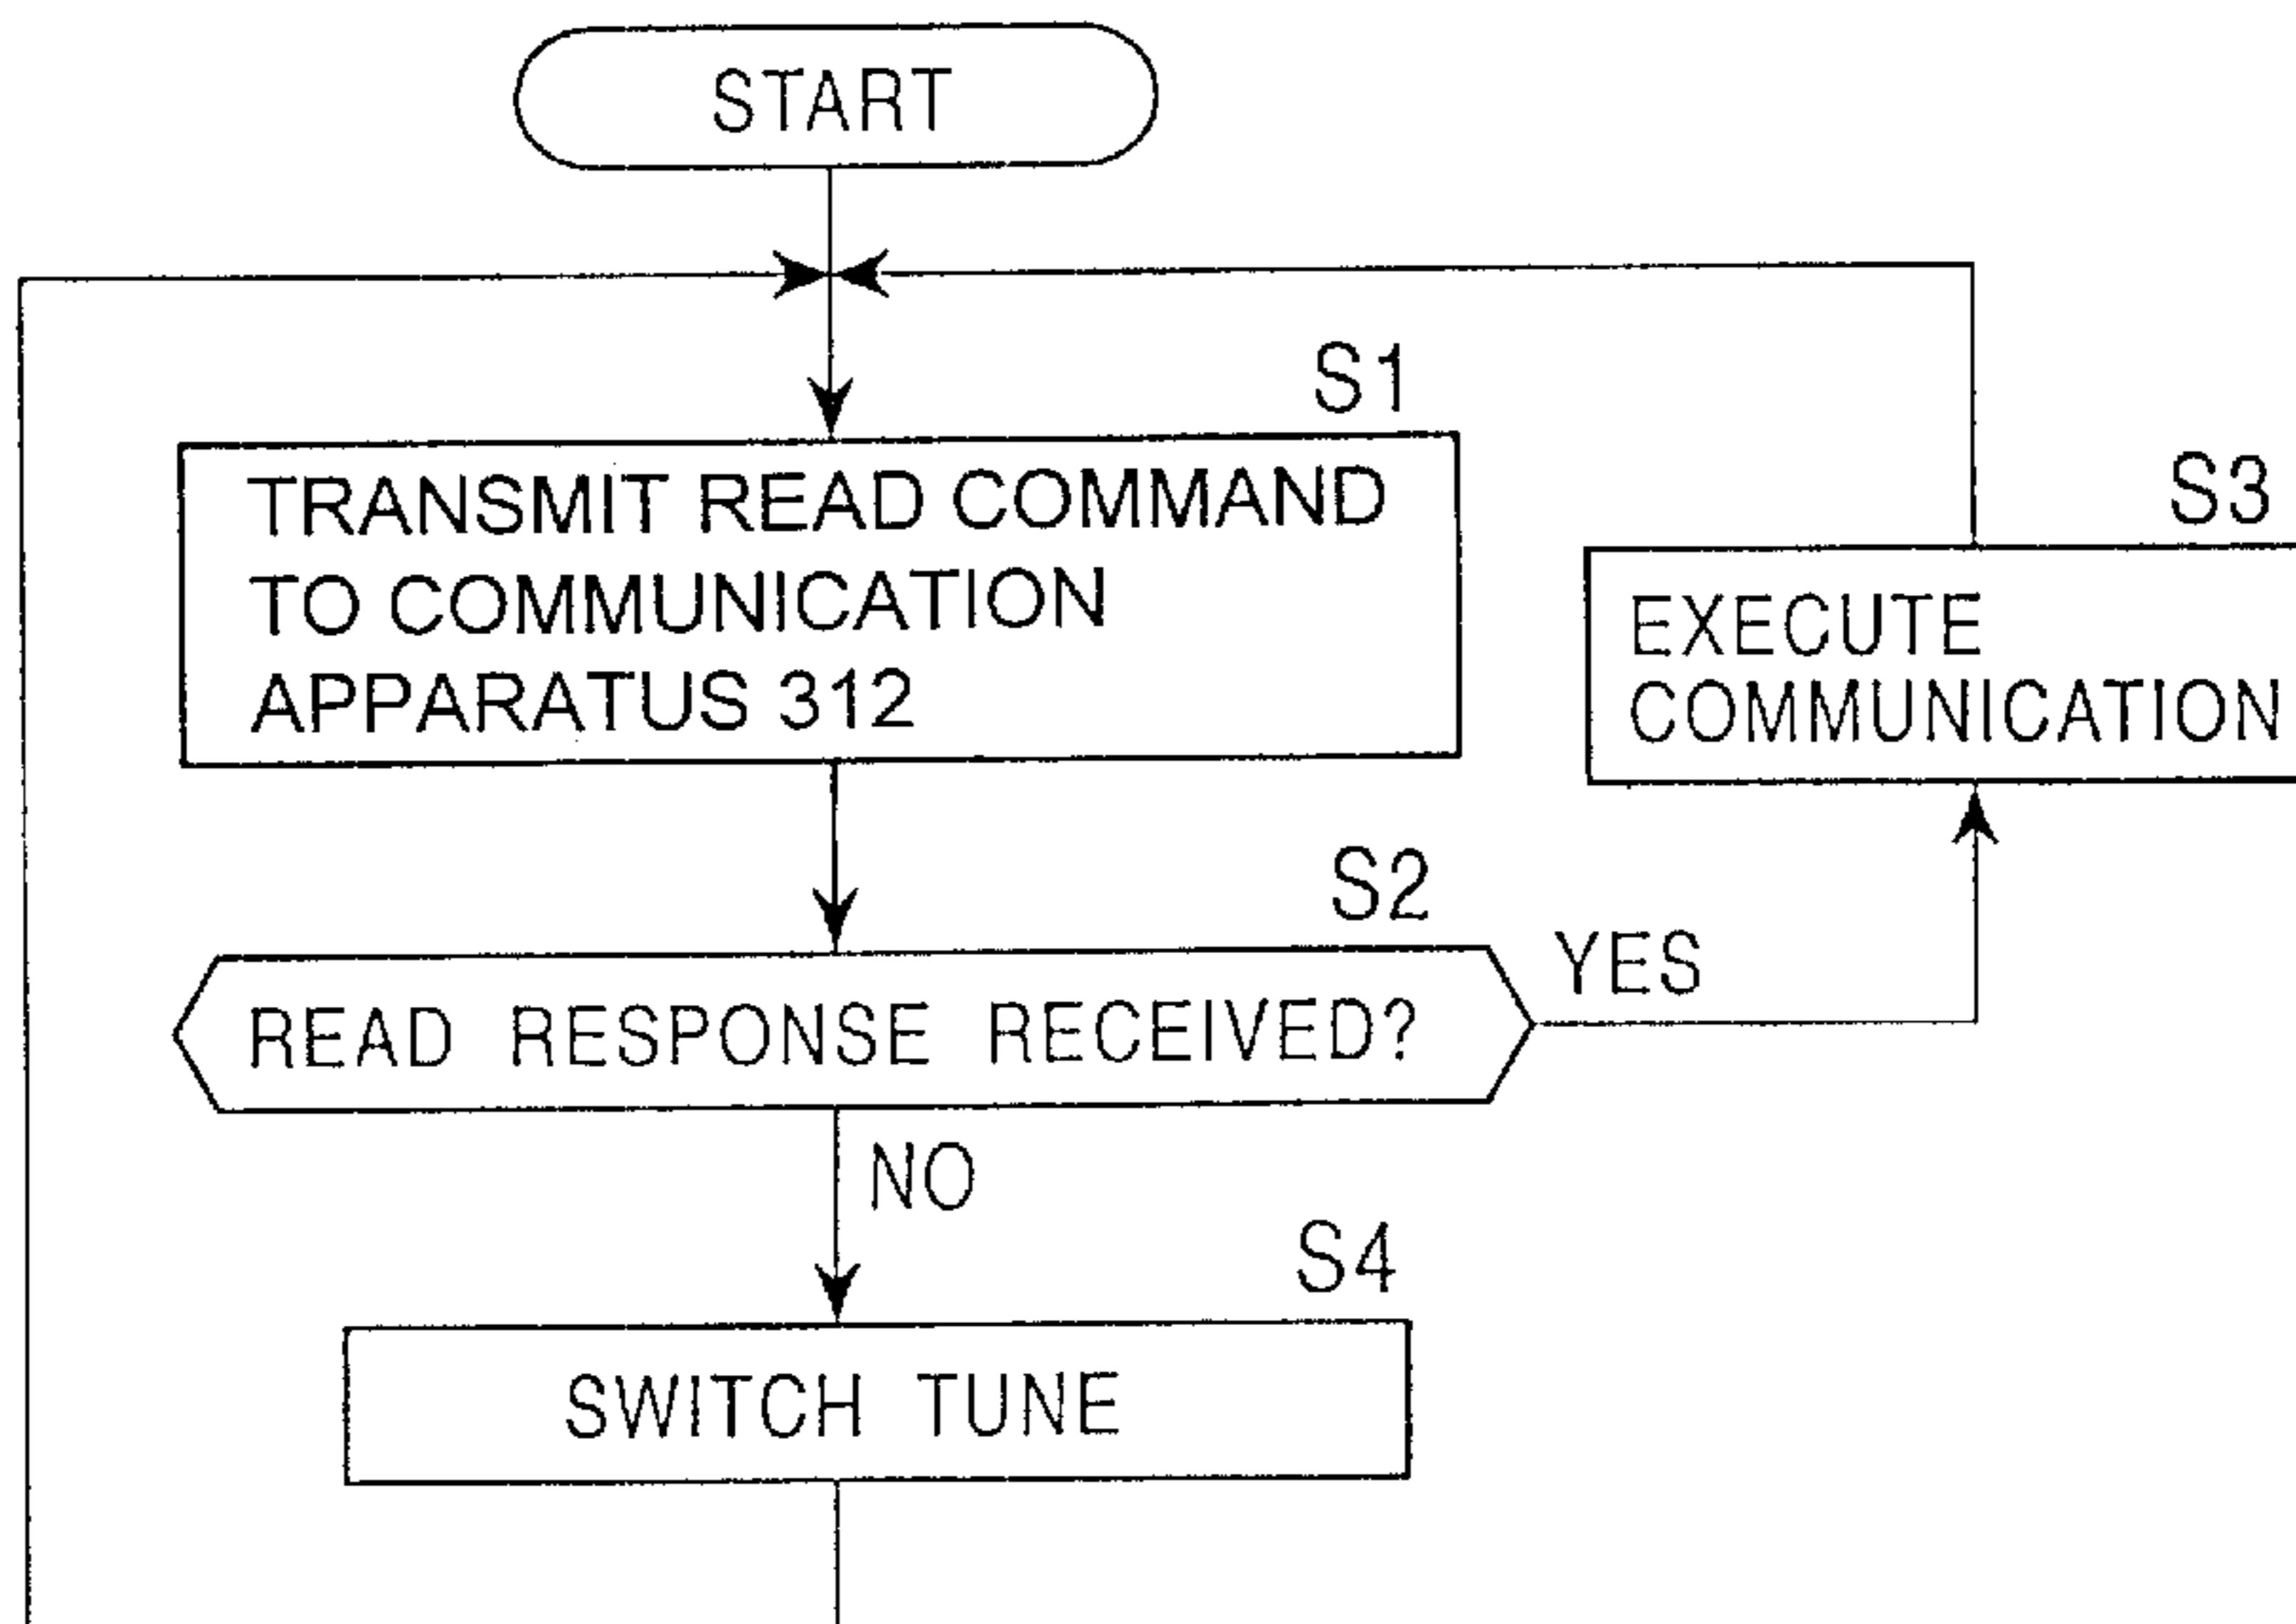 START
S1
TRANSMIT READ COMMAND
TO COMMUNICATION
APPARATUS 312
S3
EXECUTE
COMMUNICATION
S2
READ RESPONSE RECEIVED?
YES
NO
S4
SWITCH TUNE